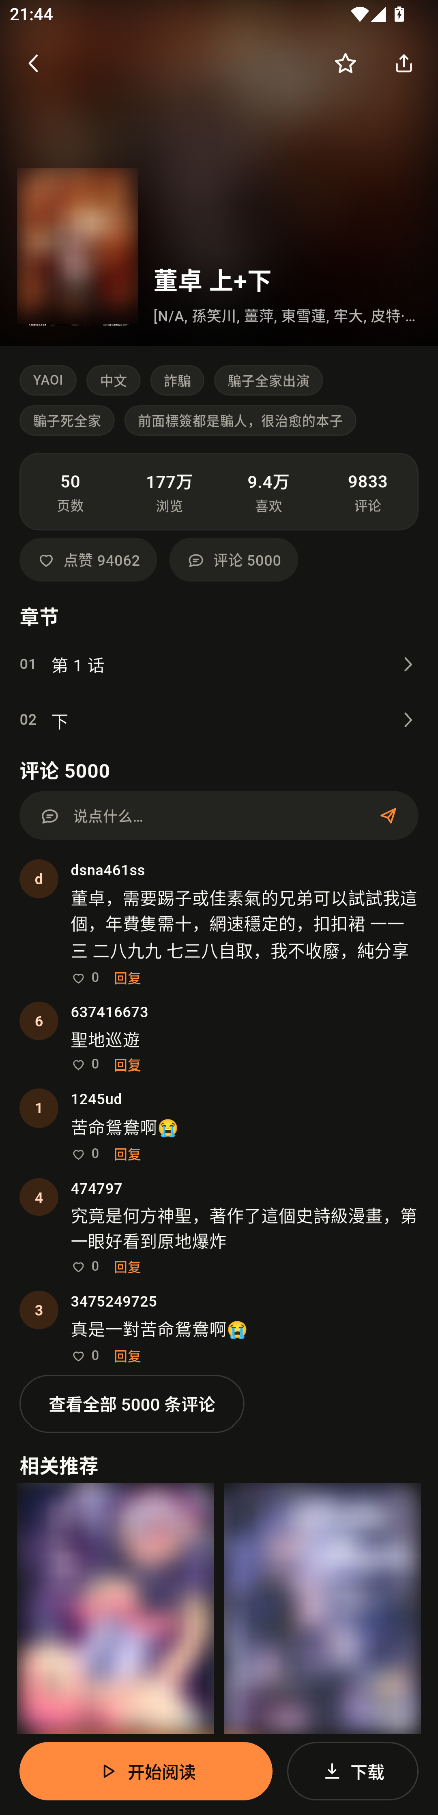 21:44
董卓 上+下
[N/A, 孫笑川, 薑萍, 東雪蓮, 牢大, 皮特·…
YAOI 中文 詐騙 騙子全家出演
騙子死全家 前面標簽都是騙人，很治愈的本子
50 177万 9.4万 9833
页数 浏览 喜欢 评论
点赞 94062 评论 5000
章节
01 第 1 话
02 下
评论 5000
说点什么…
d dsna461ss
董卓，需要踢子或佳素氣的兄弟可以試試我這
個，年費隻需十，網速穩定的，扣扣裙 一一
三 二八九九 七三八自取，我不收廢，純分享
0 回复
6 637416673
聖地巡遊
0 回复
1 1245ud
苦命鴛鴦啊😭
0 回复
4 474797
究竟是何方神聖，著作了這個史詩級漫畫，第
一眼好看到原地爆炸
0 回复
3 3475249725
真是一對苦命鴛鴦啊😭
0 回复
查看全部 5000 条评论
相关推荐
开始阅读 下载